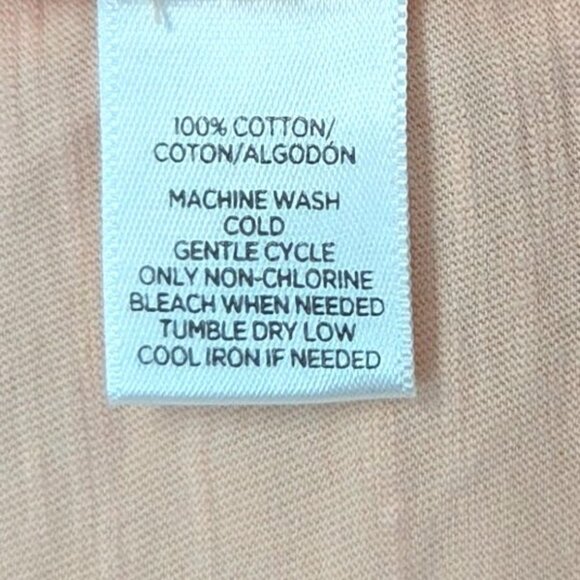 100% COTTON/
COTON/ALGODÓN
MACHINE WASH
COLD
GENTLE CYCLE
ONLY NON-CHLORINE
BLEACH WHEN NEEDED
TUMBLE DRY LOW
COOL IRON IF NEEDED